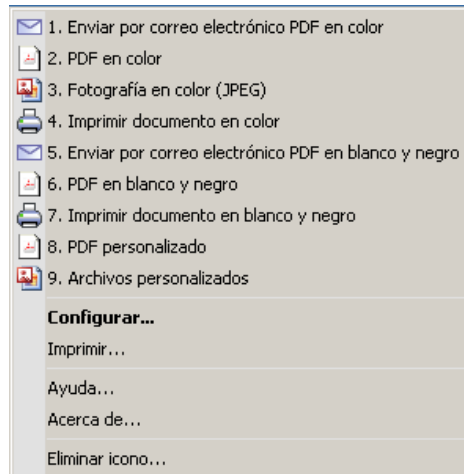 1. Enviar por correo electrónico PDF en color
2. PDF en color
3. Fotografía en color (JPEG)
4. Imprimir documento en color
5. Enviar por correo electrónico PDF en blanco y negro
6. PDF en blanco y negro
7. Imprimir documento en blanco y negro
8. PDF personalizado
9. Archivos personalizados
Configurar...
Imprimir...
Ayuda...
Acerca de...
Eliminar icono...